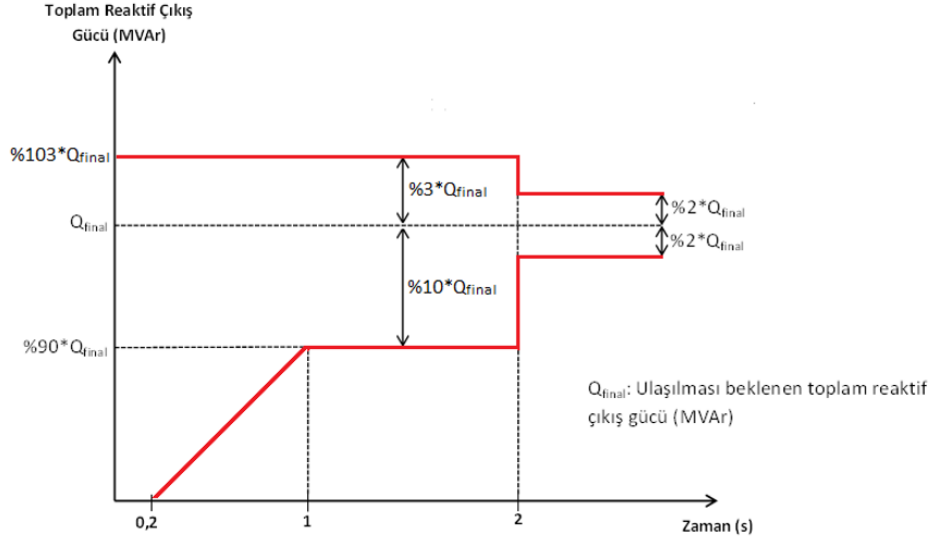 Toplam Reaktif Çıkış
Gücü (MVAr)
%103*Qfinal
%3*Qfinal
%2*Qfinal
Qfinal
%2*Qfinal
%10*Qfinal
%90*Qfinal
Qfinal: Ulaşılması beklenen toplam reaktif
çıkış gücü (MVAr)
0,2
1
2
Zaman (s)